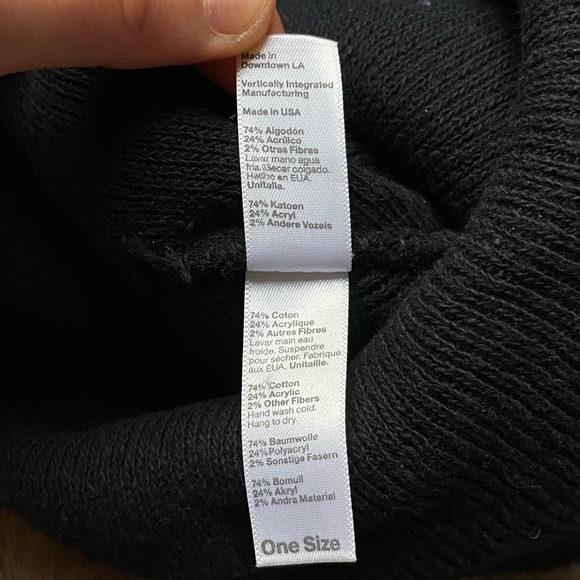 Made in
Downtown LA
Vertically Integrated
Manufacturing
Made in USA
74% Algodón
24% Acrílico
2% Otras Fibres
Lavar mano agua
fria. Secar colgado.
Hecho en EUA.
Unitalla.
74% Katoen
24% Acryl
2% Andere Vezels
74% Coton
24% Acrylique
2% Autres Fibres
Lavar main eau
froide. Suspendre
pour sécher. Fabrique
aux ÉUA. Unitaille.
74% Cotton
24% Acrylic
2% Other Fibers
Hand wash cold.
Hang to dry
74% Baumwolle
24%Polyacryl
2% Sonstige Fasern
74% Bomull
24% Akryl
2% Andra Material
One Size